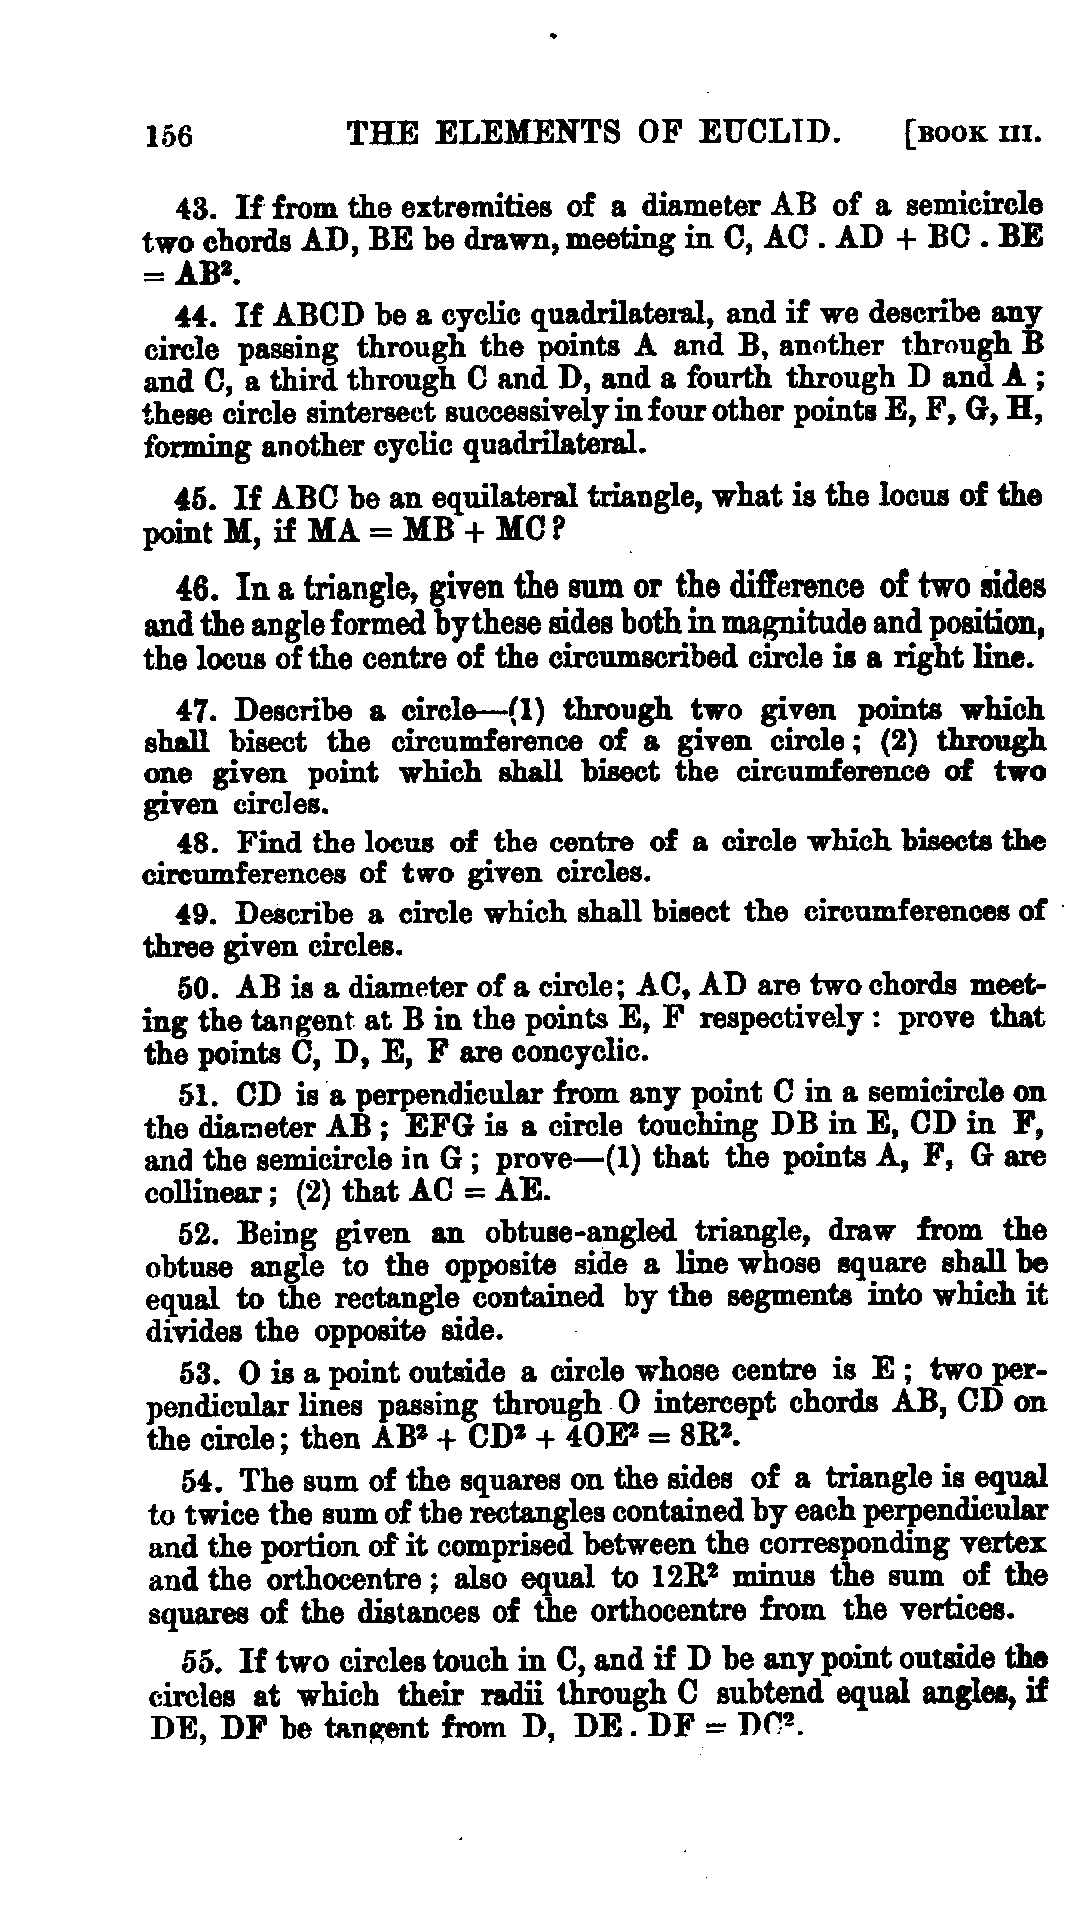 156 THE ELEMENTS OF EUCLID. [BOOK III.
43. If from the extremities of a diameter AB of a semicircle
two chords AD, BE be drawn, meeting in C, AC . AD + BC . BE
= AB².
44. If ABCD be a cyclic quadrilateral, and if we describe any
circle passing through the points A and B, another through B
and C, a third through C and D, and a fourth through D and A ;
these circle sintersect successively in four other points E, F, G, H,
forming another cyclic quadrilateral.
45. If ABC be an equilateral triangle, what is the locus of the
point M, if MA = MB + MC ?
46. In a triangle, given the sum or the difference of two sides
and the angle formed by these sides both in magnitude and position,
the locus of the centre of the circumscribed circle is a right line.
47. Describe a circle—(1) through two given points which
shall bisect the circumference of a given circle ; (2) through
one given point which shall bisect the circumference of two
given circles.
48. Find the locus of the centre of a circle which bisects the
circumferences of two given circles.
49. Describe a circle which shall bisect the circumferences of
three given circles.
50. AB is a diameter of a circle; AC, AD are two chords meet-
ing the tangent at B in the points E, F respectively : prove that
the points C, D, E, F are concyclic.
51. CD is a perpendicular from any point C in a semicircle on
the diameter AB ; EFG is a circle touching DB in E, CD in F,
and the semicircle in G ; prove—(1) that the points A, F, G are
collinear ; (2) that AC = AE.
52. Being given an obtuse-angled triangle, draw from the
obtuse angle to the opposite side a line whose square shall be
equal to the rectangle contained by the segments into which it
divides the opposite side.
53. O is a point outside a circle whose centre is E ; two per-
pendicular lines passing through O intercept chords AB, CD on
the circle ; then AB² + CD² + 4OE² = 8R².
54. The sum of the squares on the sides of a triangle is equal
to twice the sum of the rectangles contained by each perpendicular
and the portion of it comprised between the corresponding vertex
and the orthocentre ; also equal to 12R² minus the sum of the
squares of the distances of the orthocentre from the vertices.
55. If two circles touch in C, and if D be any point outside the
circles at which their radii through C subtend equal angles, if
DE, DF be tangent from D, DE . DF = DC².